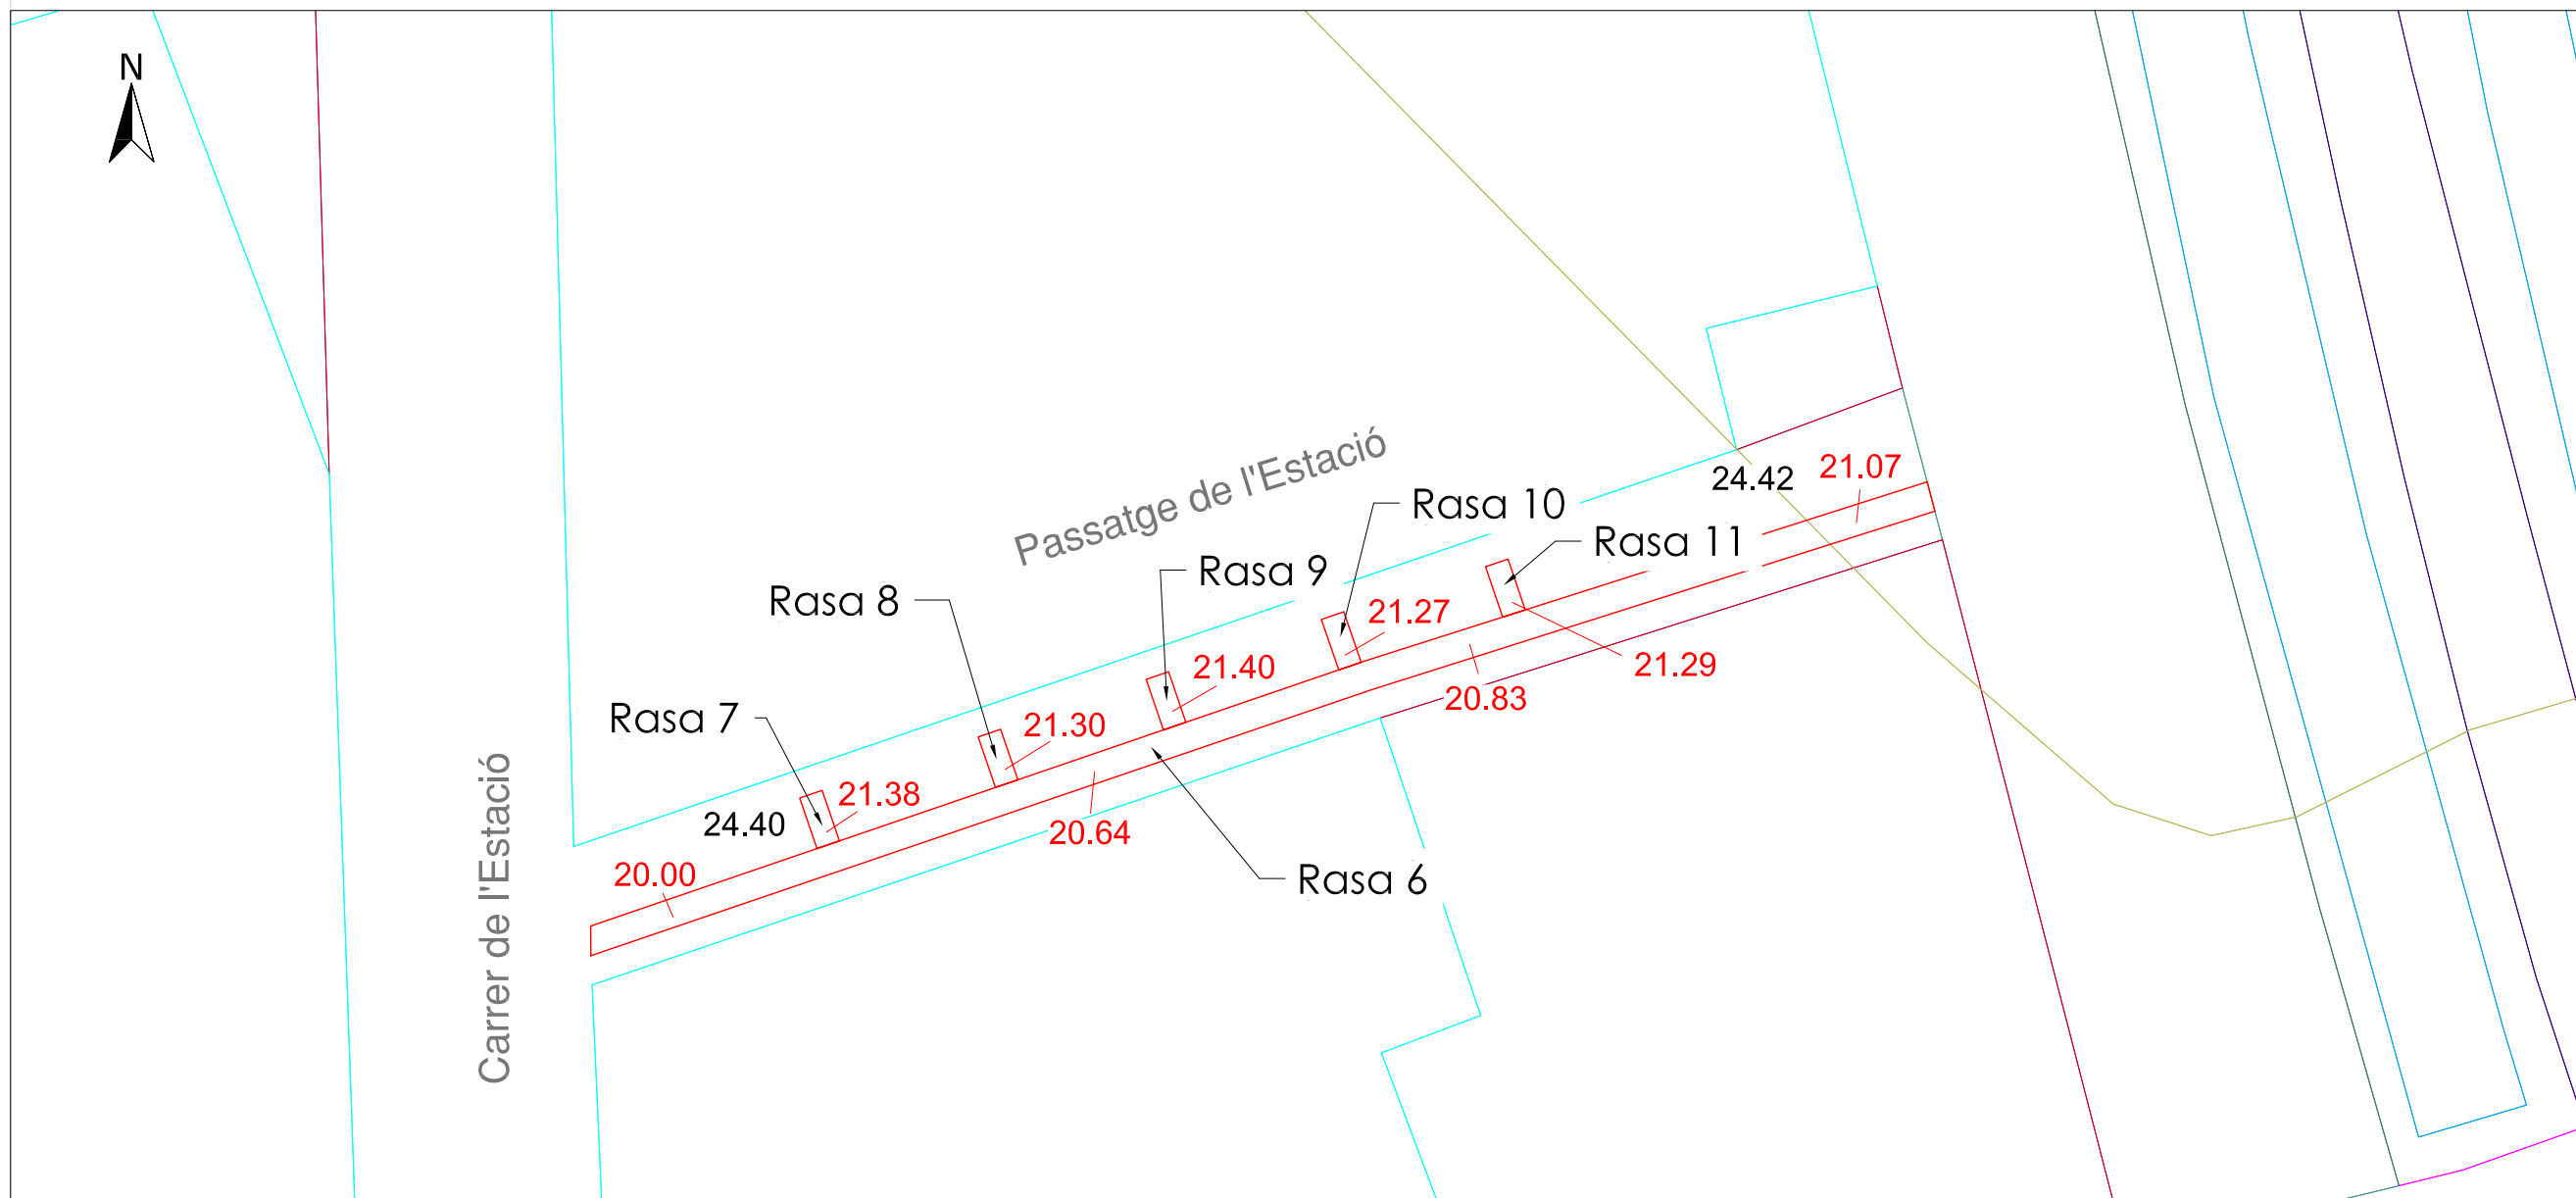 N
Passatge de l'Estació
24.42
21.07
Rasa 10
Rasa 11
Rasa 9
Rasa 8
21.27
21.29
21.40
20.83
Rasa 7
21.30
21.38
24.40
20.64
20.00
Rasa 6
Carrer de l'Estació